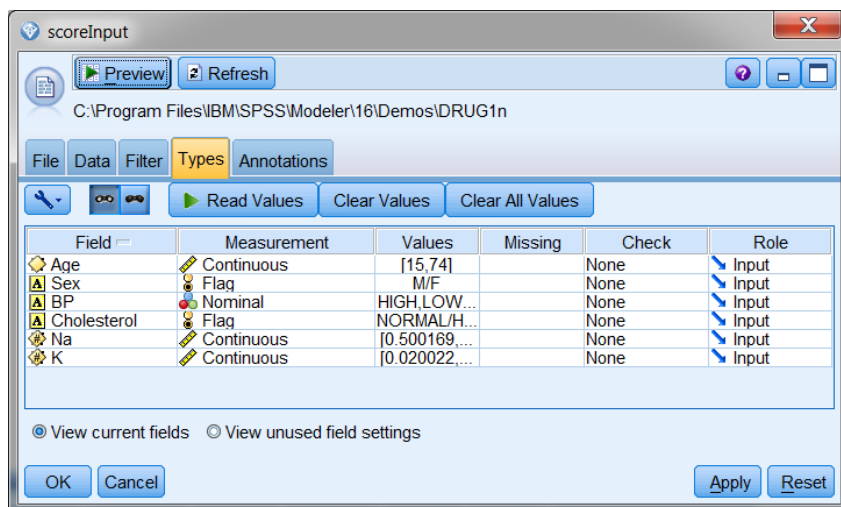 scoreInput
Preview Refresh
C:\Program Files\IBM\SPSS\Modeler\16\Demos\DRUG1n
File Data Filter Types Annotations
Read Values Clear Values Clear All Values
Field Measurement Values Missing Check Role
Age Continuous [15,74] None Input
A Sex Flag M/F None Input
A BP Nominal HIGH,LOW... None Input
A Cholesterol Flag NORMAL/H... None Input
# Na Continuous [0.500169,... None Input
# K Continuous [0.020022,... None Input
View current fields View unused field settings
OK Cancel Apply Reset